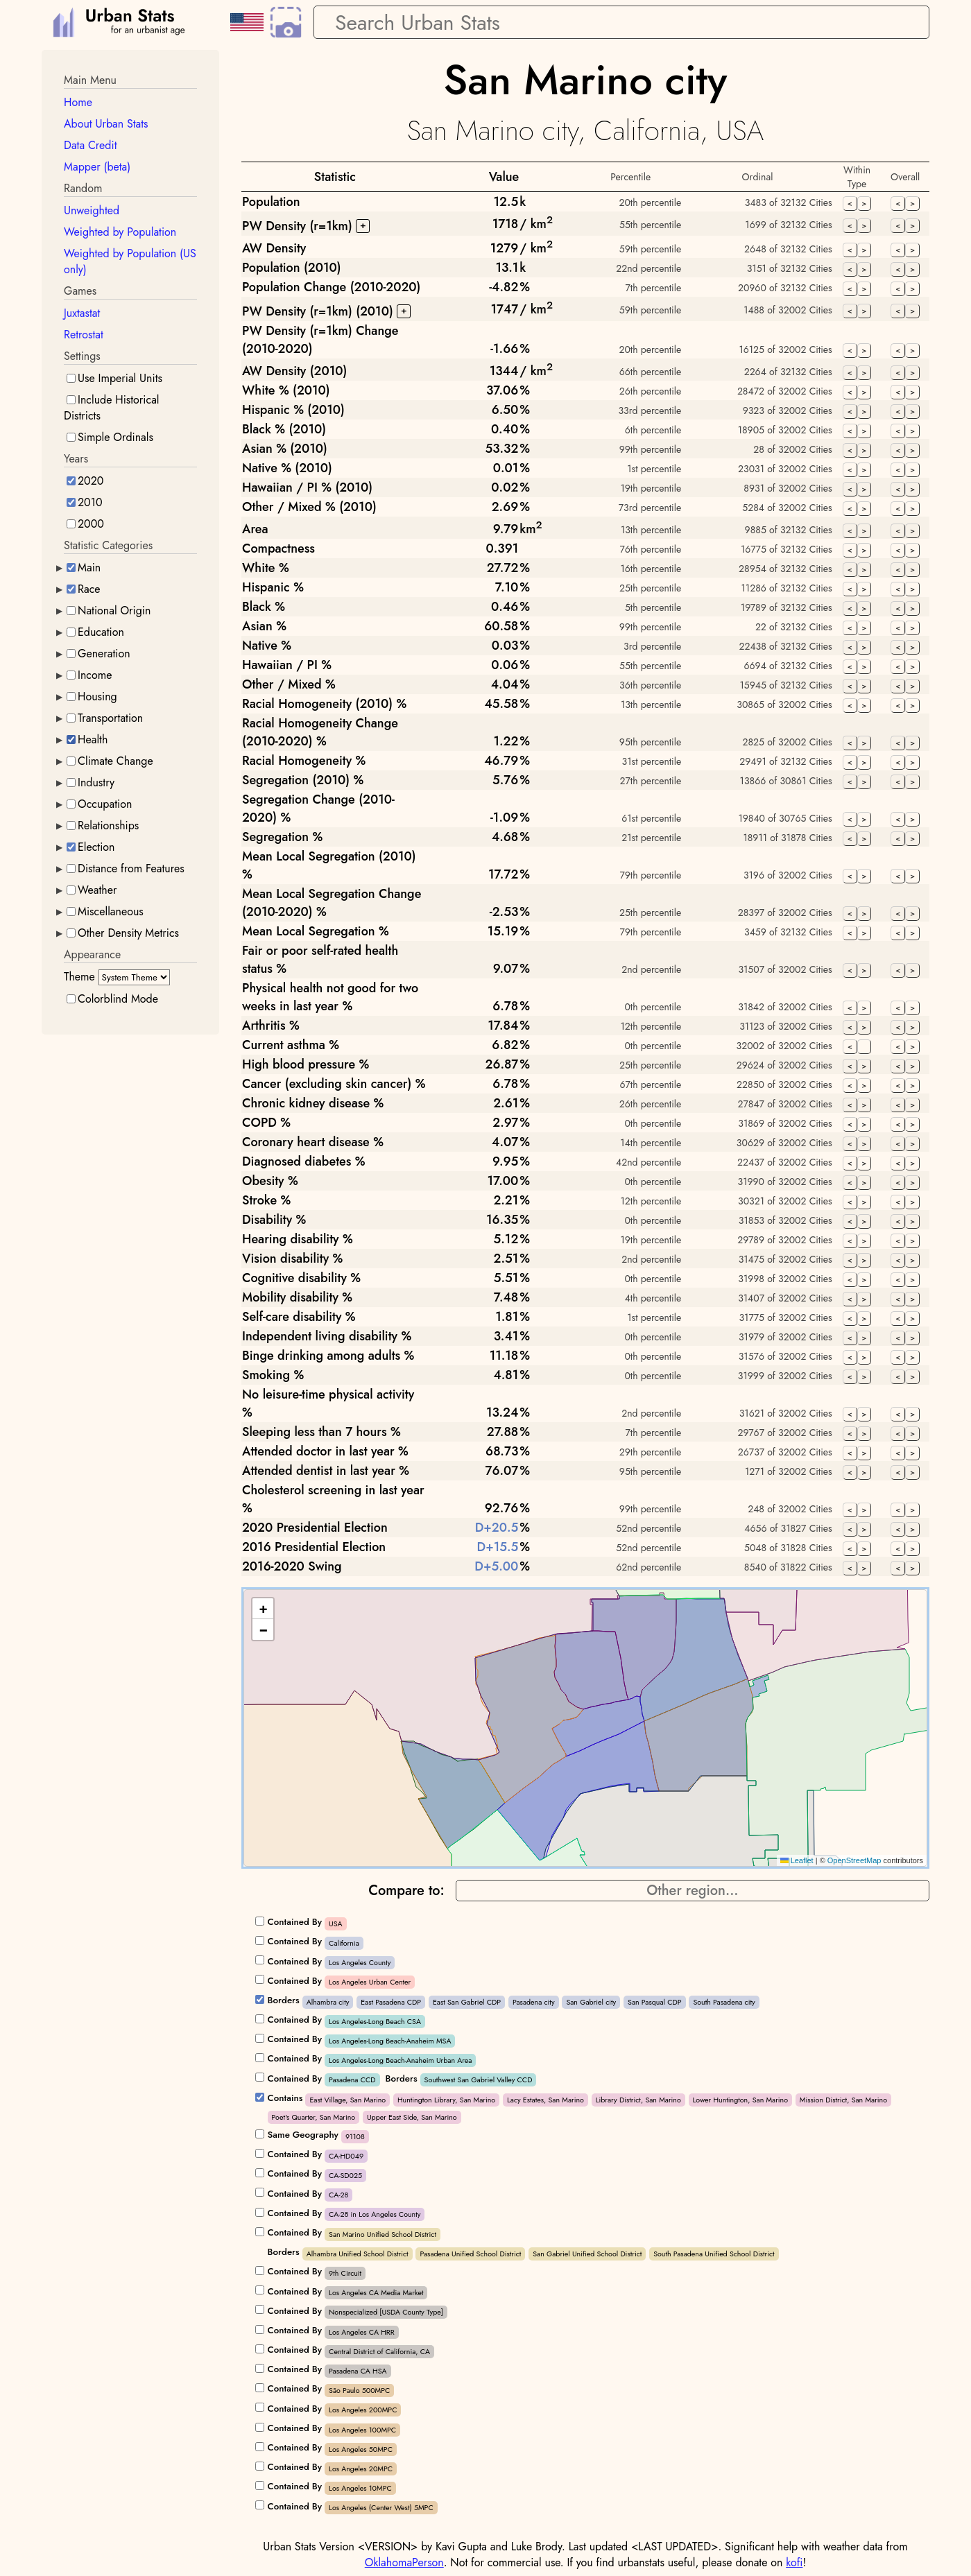 Urban Stats
for an urbanist age
Search Urban Stats
Main Menu
Home
About Urban Stats
Data Credit
Mapper (beta)
Random
Unweighted
Weighted by Population
Weighted by Population (US only)
Games
Juxtastat
Retrostat
Settings
Use Imperial Units
Include Historical Districts
Simple Ordinals
Years
2020
2010
2000
Statistic Categories
Main
Race
National Origin
Education
Generation
Income
Housing
Transportation
Health
Climate Change
Industry
Occupation
Relationships
Election
Distance from Features
Weather
Miscellaneous
Other Density Metrics
Appearance
Theme System Theme
Colorblind Mode
San Marino city
San Marino city, California, USA
Statistic Value Percentile Ordinal Within Type Overall
Population 12.5k 20th percentile 3483 of 32132 Cities < > < >
PW Density (r=1km) + 1718 / km2 55th percentile 1699 of 32132 Cities < > < >
AW Density 1279 / km2 59th percentile 2648 of 32132 Cities < > < >
Population (2010) 13.1k 22nd percentile 3151 of 32132 Cities < > < >
Population Change (2010-2020) -4.82% 7th percentile 20960 of 32132 Cities < > < >
PW Density (r=1km) (2010) + 1747 / km2 59th percentile 1488 of 32002 Cities < > < >
PW Density (r=1km) Change (2010-2020) -1.66% 20th percentile 16125 of 32002 Cities < > < >
AW Density (2010) 1344 / km2 66th percentile 2264 of 32132 Cities < > < >
White % (2010) 37.06% 26th percentile 28472 of 32002 Cities < > < >
Hispanic % (2010) 6.50% 33rd percentile 9323 of 32002 Cities < > < >
Black % (2010) 0.40% 6th percentile 18905 of 32002 Cities < > < >
Asian % (2010) 53.32% 99th percentile 28 of 32002 Cities < > < >
Native % (2010) 0.01% 1st percentile 23031 of 32002 Cities < > < >
Hawaiian / PI % (2010) 0.02% 19th percentile 8931 of 32002 Cities < > < >
Other / Mixed % (2010) 2.69% 73rd percentile 5284 of 32002 Cities < > < >
Area 9.79 km2 13th percentile 9885 of 32132 Cities < > < >
Compactness 0.391 76th percentile 16775 of 32132 Cities < > < >
White % 27.72% 16th percentile 28954 of 32132 Cities < > < >
Hispanic % 7.10% 25th percentile 11286 of 32132 Cities < > < >
Black % 0.46% 5th percentile 19789 of 32132 Cities < > < >
Asian % 60.58% 99th percentile 22 of 32132 Cities < > < >
Native % 0.03% 3rd percentile 22438 of 32132 Cities < > < >
Hawaiian / PI % 0.06% 55th percentile 6694 of 32132 Cities < > < >
Other / Mixed % 4.04% 36th percentile 15945 of 32132 Cities < > < >
Racial Homogeneity (2010) % 45.58% 13th percentile 30865 of 32002 Cities < > < >
Racial Homogeneity Change (2010-2020) % 1.22% 95th percentile 2825 of 32002 Cities < > < >
Racial Homogeneity % 46.79% 31st percentile 29491 of 32132 Cities < > < >
Segregation (2010) % 5.76% 27th percentile 13866 of 30861 Cities < > < >
Segregation Change (2010-2020) % -1.09% 61st percentile 19840 of 30765 Cities < > < >
Segregation % 4.68% 21st percentile 18911 of 31878 Cities < > < >
Mean Local Segregation (2010) % 17.72% 79th percentile 3196 of 32002 Cities < > < >
Mean Local Segregation Change (2010-2020) % -2.53% 25th percentile 28397 of 32002 Cities < > < >
Mean Local Segregation % 15.19% 79th percentile 3459 of 32132 Cities < > < >
Fair or poor self-rated health status % 9.07% 2nd percentile 31507 of 32002 Cities < > < >
Physical health not good for two weeks in last year % 6.78% 0th percentile 31842 of 32002 Cities < > < >
Arthritis % 17.84% 12th percentile 31123 of 32002 Cities < > < >
Current asthma % 6.82% 0th percentile 32002 of 32002 Cities < < >
High blood pressure % 26.87% 25th percentile 29624 of 32002 Cities < > < >
Cancer (excluding skin cancer) % 6.78% 67th percentile 22850 of 32002 Cities < > < >
Chronic kidney disease % 2.61% 26th percentile 27847 of 32002 Cities < > < >
COPD % 2.97% 0th percentile 31869 of 32002 Cities < > < >
Coronary heart disease % 4.07% 14th percentile 30629 of 32002 Cities < > < >
Diagnosed diabetes % 9.95% 42nd percentile 22437 of 32002 Cities < > < >
Obesity % 17.00% 0th percentile 31990 of 32002 Cities < > < >
Stroke % 2.21% 12th percentile 30321 of 32002 Cities < > < >
Disability % 16.35% 0th percentile 31853 of 32002 Cities < > < >
Hearing disability % 5.12% 19th percentile 29789 of 32002 Cities < > < >
Vision disability % 2.51% 2nd percentile 31475 of 32002 Cities < > < >
Cognitive disability % 5.51% 0th percentile 31998 of 32002 Cities < > < >
Mobility disability % 7.48% 4th percentile 31407 of 32002 Cities < > < >
Self-care disability % 1.81% 1st percentile 31775 of 32002 Cities < > < >
Independent living disability % 3.41% 0th percentile 31979 of 32002 Cities < > < >
Binge drinking among adults % 11.18% 0th percentile 31576 of 32002 Cities < > < >
Smoking % 4.81% 0th percentile 31999 of 32002 Cities < > < >
No leisure-time physical activity % 13.24% 2nd percentile 31621 of 32002 Cities < > < >
Sleeping less than 7 hours % 27.88% 7th percentile 29767 of 32002 Cities < > < >
Attended doctor in last year % 68.73% 29th percentile 26737 of 32002 Cities < > < >
Attended dentist in last year % 76.07% 95th percentile 1271 of 32002 Cities < > < >
Cholesterol screening in last year % 92.76% 99th percentile 248 of 32002 Cities < > < >
2020 Presidential Election D+20.5% 52nd percentile 4656 of 31827 Cities < > < >
2016 Presidential Election D+15.5% 52nd percentile 5048 of 31828 Cities < > < >
2016-2020 Swing D+5.00% 62nd percentile 8540 of 31822 Cities < > < >
+
−
Leaflet | © OpenStreetMap contributors
Compare to: Other region...
Contained By USA
Contained By California
Contained By Los Angeles County
Contained By Los Angeles Urban Center
Borders Alhambra city East Pasadena CDP East San Gabriel CDP Pasadena city San Gabriel city San Pasqual CDP South Pasadena city
Contained By Los Angeles-Long Beach CSA
Contained By Los Angeles-Long Beach-Anaheim MSA
Contained By Los Angeles-Long Beach-Anaheim Urban Area
Contained By Pasadena CCD Borders Southwest San Gabriel Valley CCD
Contains East Village, San Marino Huntington Library, San Marino Lacy Estates, San Marino Library District, San Marino Lower Huntington, San Marino Mission District, San Marino
Poet's Quarter, San Marino Upper East Side, San Marino
Same Geography 91108
Contained By CA-HD049
Contained By CA-SD025
Contained By CA-28
Contained By CA-28 in Los Angeles County
Contained By San Marino Unified School District
Borders Alhambra Unified School District Pasadena Unified School District San Gabriel Unified School District South Pasadena Unified School District
Contained By 9th Circuit
Contained By Los Angeles CA Media Market
Contained By Nonspecialized [USDA County Type]
Contained By Los Angeles CA HRR
Contained By Central District of California, CA
Contained By Pasadena CA HSA
Contained By São Paulo 500MPC
Contained By Los Angeles 200MPC
Contained By Los Angeles 100MPC
Contained By Los Angeles 50MPC
Contained By Los Angeles 20MPC
Contained By Los Angeles 10MPC
Contained By Los Angeles (Center West) 5MPC
Urban Stats Version <VERSION> by Kavi Gupta and Luke Brody. Last updated <LAST UPDATED>. Significant help with weather data from
OklahomaPerson. Not for commercial use. If you find urbanstats useful, please donate on kofi!